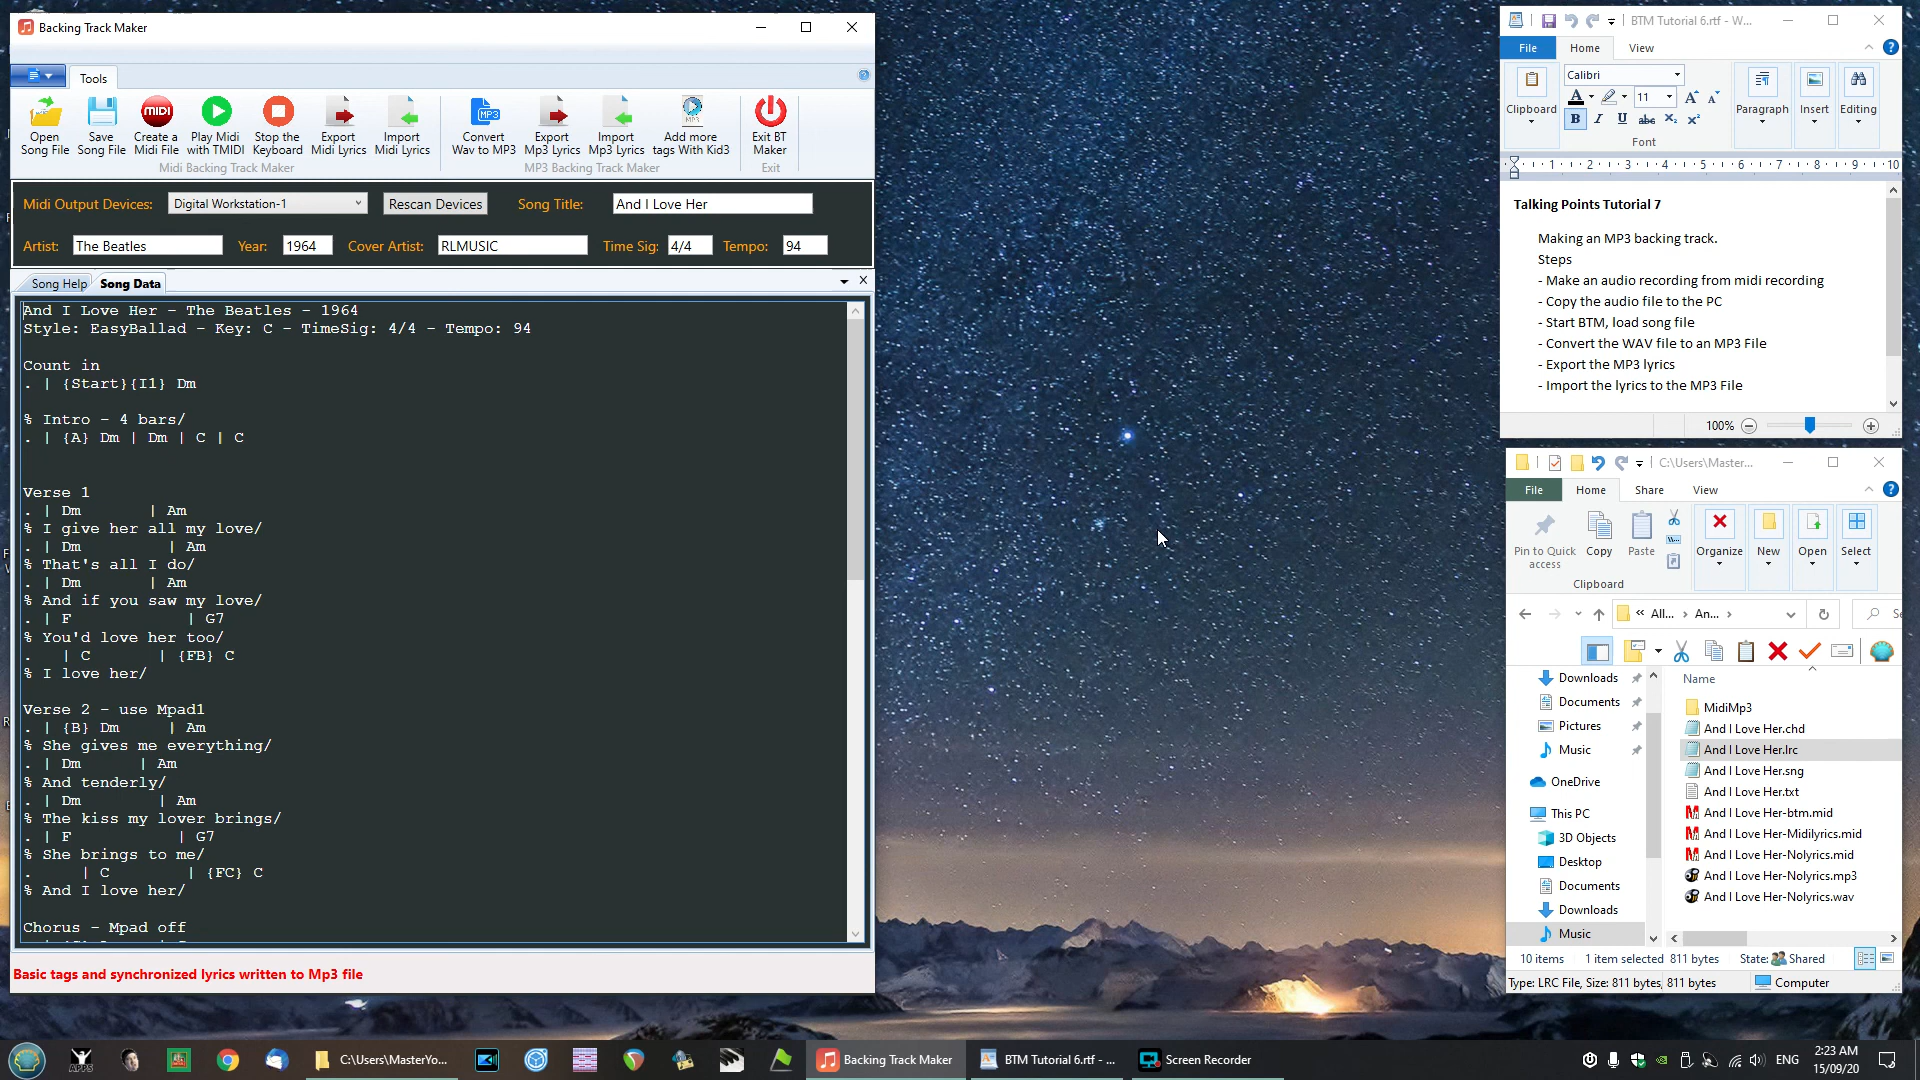 Backing Track Maker
Tools
Open Song File
Save Song File
Create a Midi File
Play Midi with TMIDI
Stop the Keyboard
Export Midi Lyrics
Import Midi Lyrics
Convert Wav to MP3
Export Mp3 Lyrics
Import Mp3 Lyrics
Add more tags With Kid3
Exit BT Maker
Midi Backing Track Maker
MP3 Backing Track Maker
Exit
Midi Output Devices: Digital Workstation-1 Rescan Devices Song Title: And I Love Her
Artist: The Beatles Year: 1964 Cover Artist: RLMUSIC Time Sig: 4/4 Tempo: 94
Song Help Song Data
And I Love Her - The Beatles - 1964
Style: EasyBallad - Key: C - TimeSig: 4/4 - Tempo: 94
Count in
. | {Start}{I1} Dm
% Intro - 4 bars/
. | {A} Dm | Dm | C | C
Verse 1
. | Dm | Am
% I give her all my love/
. | Dm | Am
% That's all I do/
. | Dm | Am
% And if you saw my love/
. | F | G7
% You'd love her too/
. | C | {FB} C
% I love her/
Verse 2 - use Mpad1
. | {B} Dm | Am
% She gives me everything/
. | Dm | Am
% And tenderly/
. | Dm | Am
% The kiss my lover brings/
. | F | G7
% She brings to me/
. | C | {FC} C
% And I love her/
Chorus - Mpad off
Basic tags and synchronized lyrics written to Mp3 file
BTM Tutorial 6.rtf - W...
File Home View
Clipboard
Calibri
11
Paragraph
Insert
Editing
Font
1 2 3 4 5 6 7 8 9 10
Talking Points Tutorial 7
Making an MP3 backing track.
Steps
- Make an audio recording from midi recording
- Copy the audio file to the PC
- Start BTM, load song file
- Convert the WAV file to an MP3 File
- Export the MP3 lyrics
- Import the lyrics to the MP3 File
100%
C:\Users\Master...
File Home Share View
Pin to Quick access
Copy
Paste
Organize
New
Open
Select
Clipboard
« All... › An... ›
Downloads
Documents
Pictures
Music
OneDrive
This PC
3D Objects
Desktop
Documents
Downloads
Music
Name
MidiMp3
And I Love Her.chd
And I Love Her.lrc
And I Love Her.sng
And I Love Her.txt
And I Love Her-btm.mid
And I Love Her-Midilyrics.mid
And I Love Her-Nolyrics.mid
And I Love Her-Nolyrics.mp3
And I Love Her-Nolyrics.wav
10 items 1 item selected 811 bytes State: Shared
Type: LRC File, Size: 811 bytes, 811 bytes Computer
APPS
C:\Users\MasterYo...
Backing Track Maker
BTM Tutorial 6.rtf - ...
Screen Recorder
ENG
2:23 AM
15/09/20